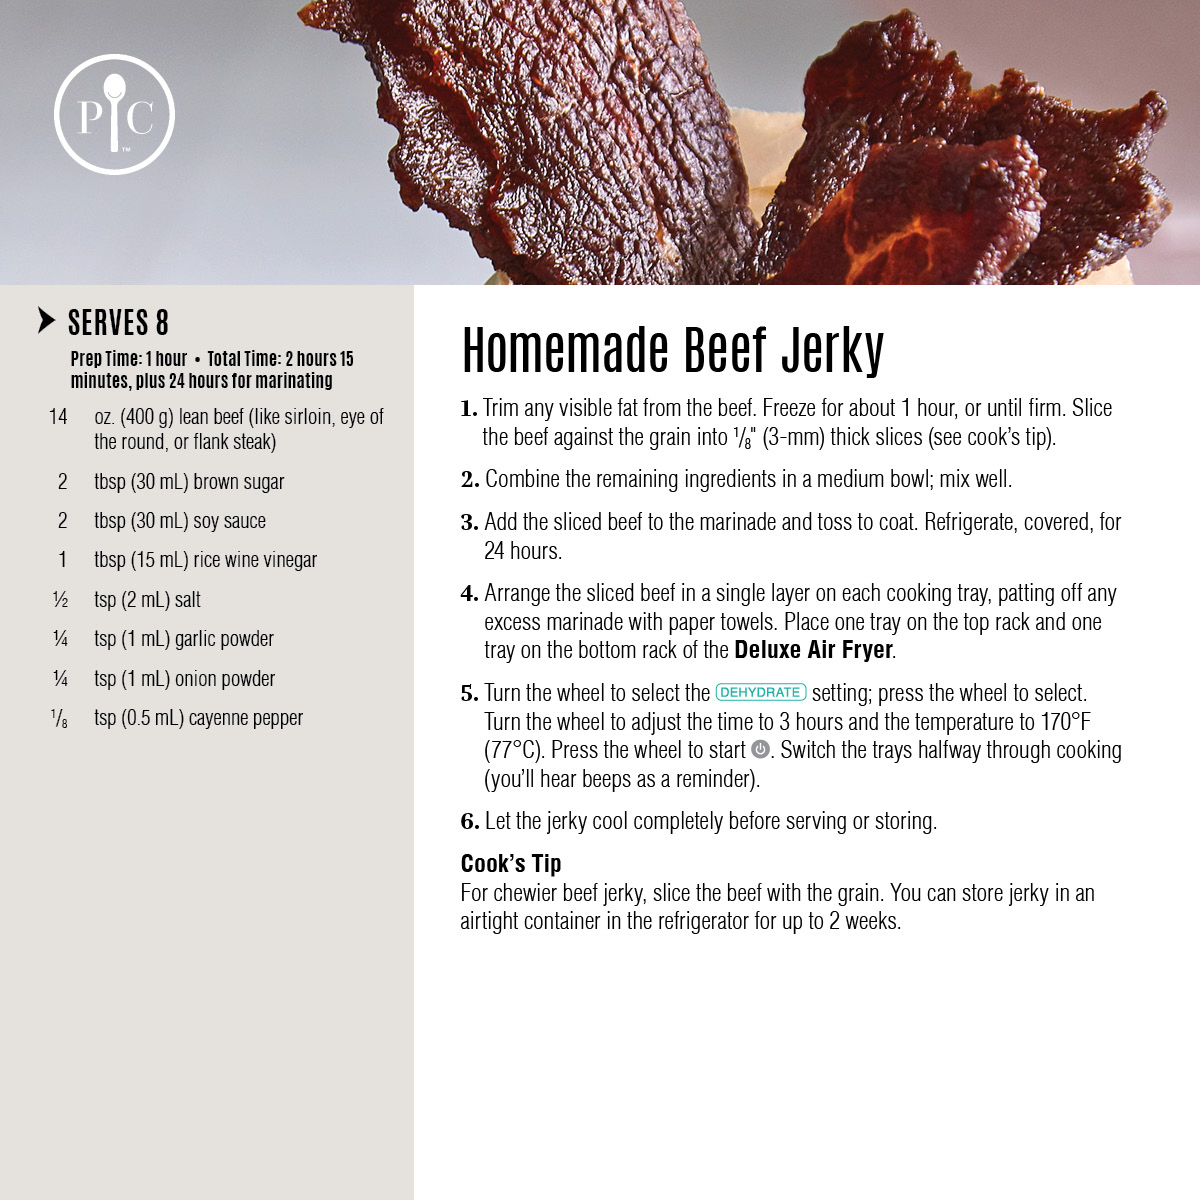 P C
TM
SERVES 8
Prep Time: 1 hour • Total Time: 2 hours 15
minutes, plus 24 hours for marinating
14 oz. (400 g) lean beef (like sirloin, eye of
the round, or flank steak)
2 tbsp (30 mL) brown sugar
2 tbsp (30 mL) soy sauce
1 tbsp (15 mL) rice wine vinegar
½ tsp (2 mL) salt
¼ tsp (1 mL) garlic powder
¼ tsp (1 mL) onion powder
1/8 tsp (0.5 mL) cayenne pepper
Homemade Beef Jerky
1. Trim any visible fat from the beef. Freeze for about 1 hour, or until firm. Slice
the beef against the grain into 1/8" (3-mm) thick slices (see cook’s tip).
2. Combine the remaining ingredients in a medium bowl; mix well.
3. Add the sliced beef to the marinade and toss to coat. Refrigerate, covered, for
24 hours.
4. Arrange the sliced beef in a single layer on each cooking tray, patting off any
excess marinade with paper towels. Place one tray on the top rack and one
tray on the bottom rack of the Deluxe Air Fryer.
5. Turn the wheel to select the DEHYDRATE setting; press the wheel to select.
Turn the wheel to adjust the time to 3 hours and the temperature to 170°F
(77°C). Press the wheel to start . Switch the trays halfway through cooking
(you’ll hear beeps as a reminder).
6. Let the jerky cool completely before serving or storing.
Cook’s Tip
For chewier beef jerky, slice the beef with the grain. You can store jerky in an
airtight container in the refrigerator for up to 2 weeks.